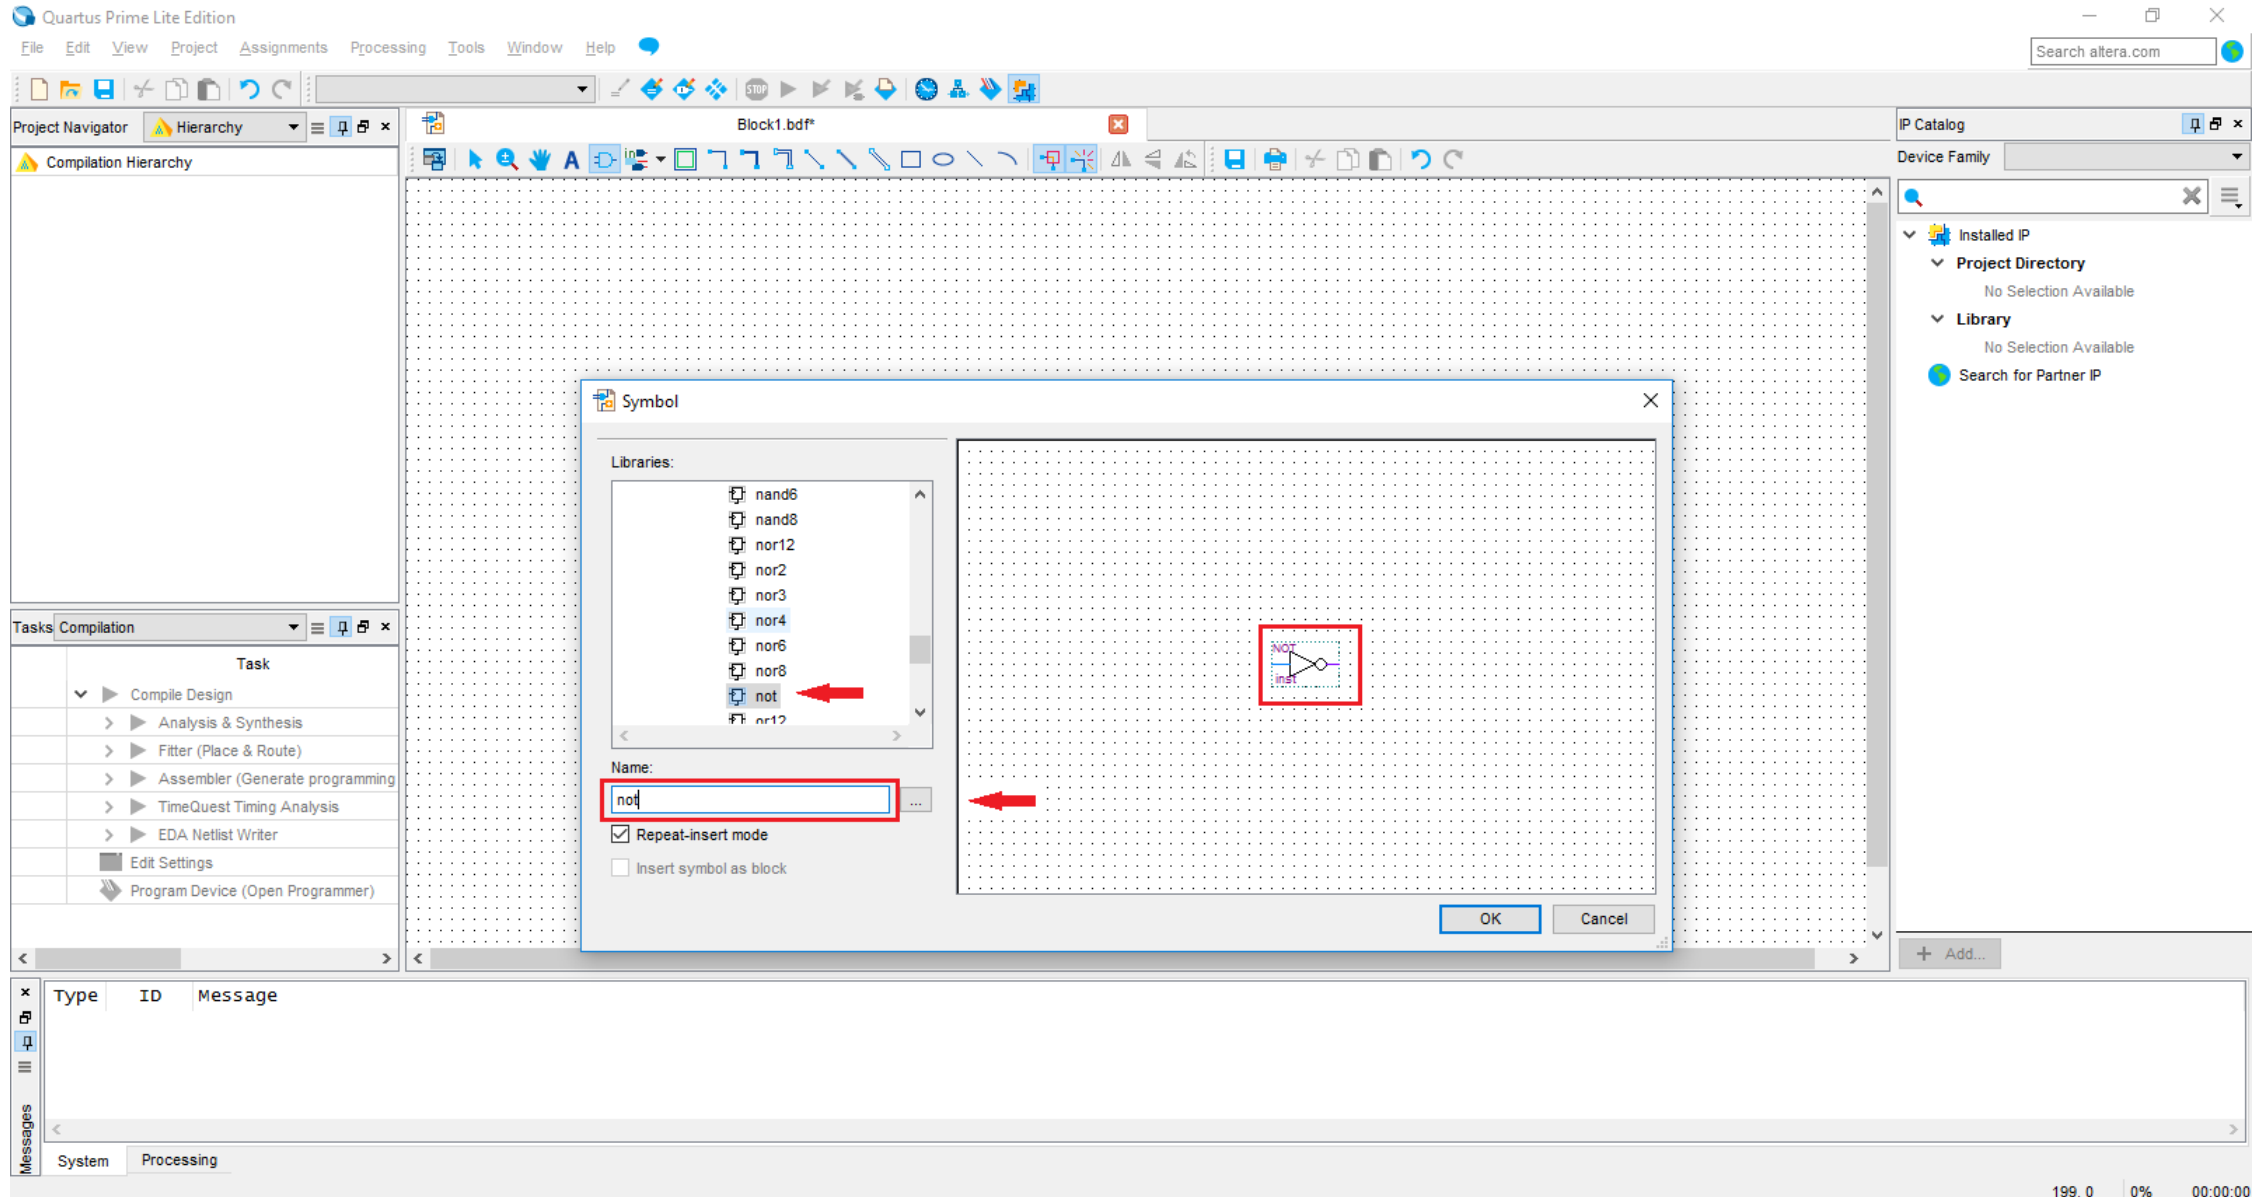 Quartus Prime Lite Edition
File Edit View Project Assignments Processing Tools Window Help
Search altera.com
STOP
Project Navigator Hierarchy
Block1.bdf*
IP Catalog
Compilation Hierarchy
A in
Device Family
Installed IP
Project Directory
No Selection Available
Library
No Selection Available
Search for Partner IP
Symbol
Libraries:
nand6
nand8
nor12
nor2
nor3
nor4
nor6
nor8
not
or12
NOT
inst
Name:
not
...
Repeat-insert mode
Insert symbol as block
OK Cancel
Tasks Compilation
Task
Compile Design
Analysis & Synthesis
Fitter (Place & Route)
Assembler (Generate programming
TimeQuest Timing Analysis
EDA Netlist Writer
Edit Settings
Program Device (Open Programmer)
+ Add...
Type ID Message
Messages
System Processing
199, 0 0% 00:00:00